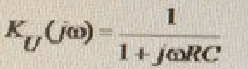 K_U(jω) = 1 / (1 + jωRC)